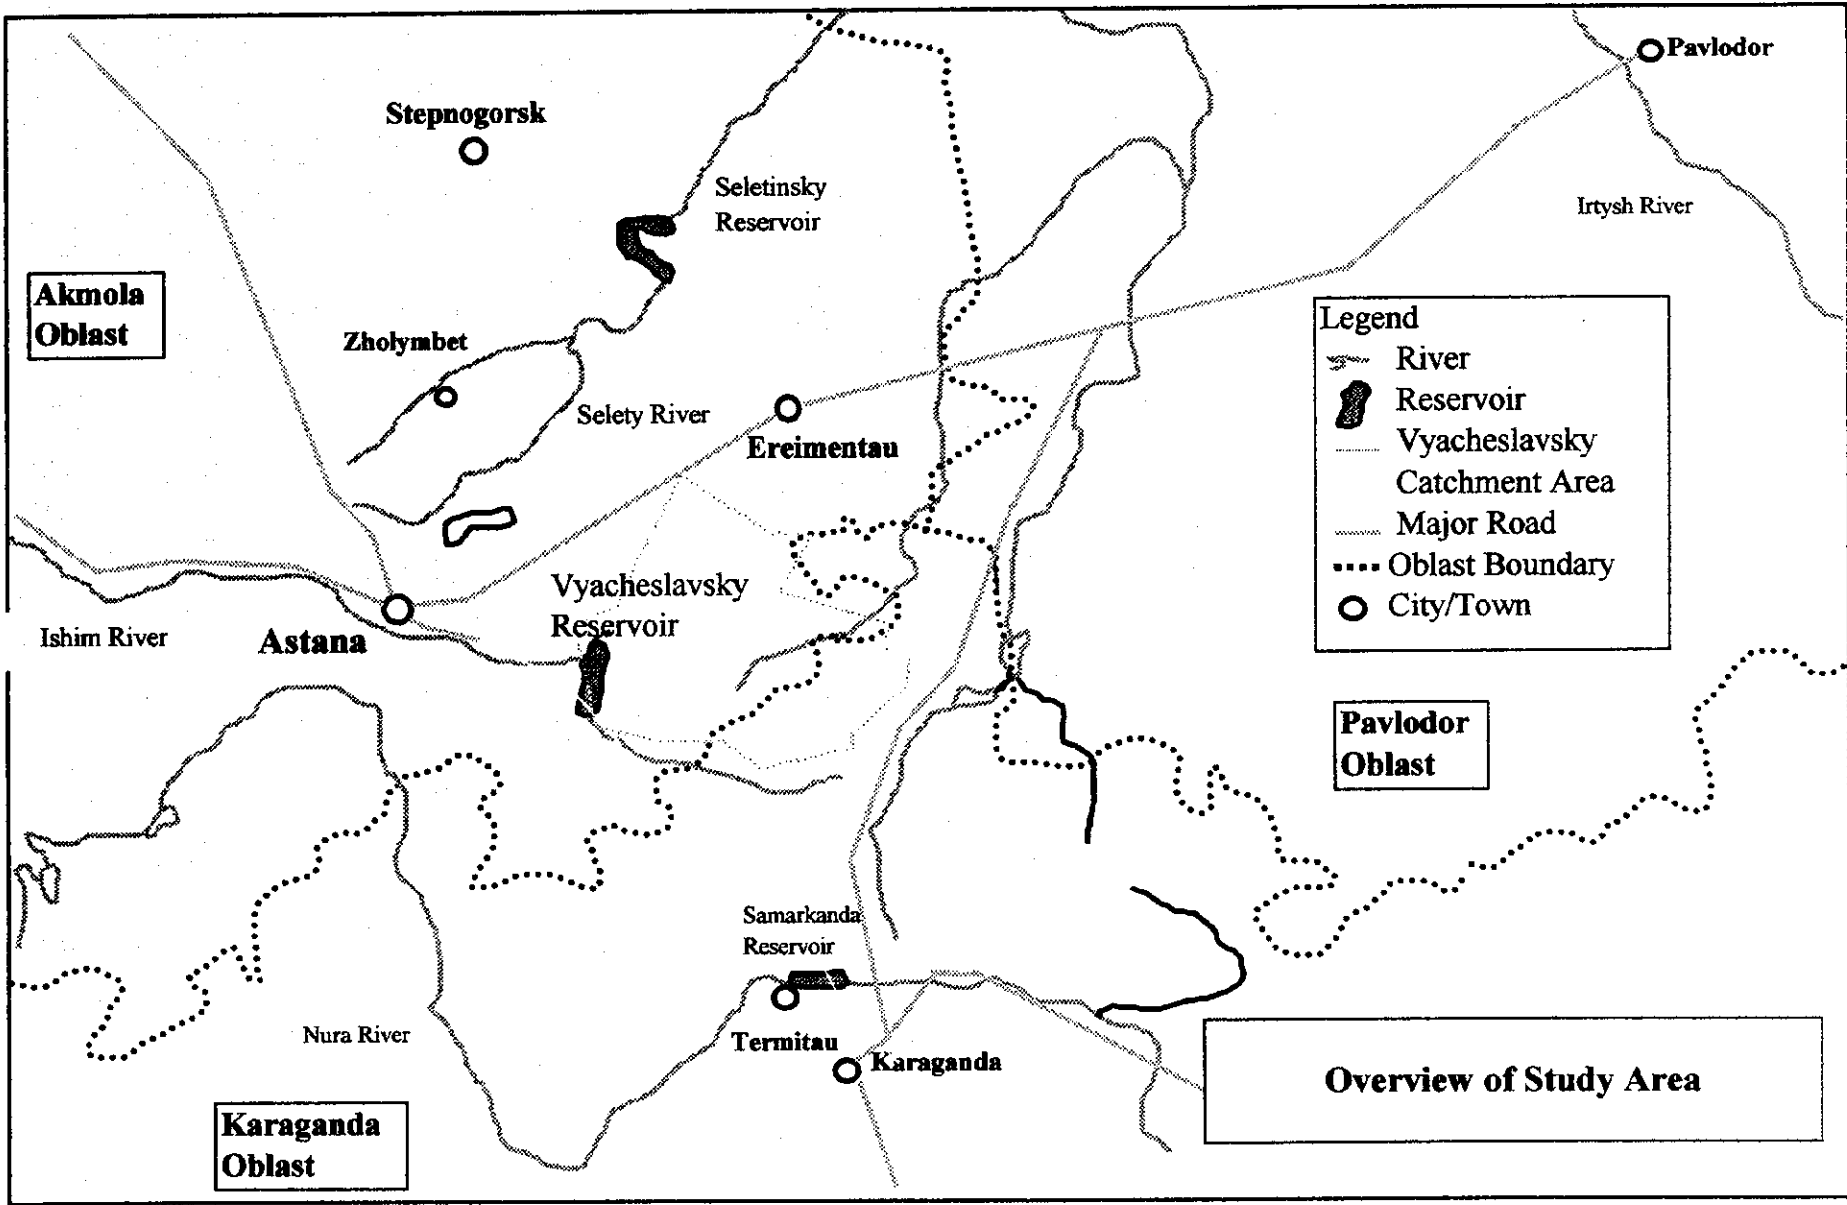 Pavlodor
Stepnogorsk
Seletinsky
Reservoir
Irtysh River
Akmola
Oblast
Zholymbet
Selety River
Ereimentau
Legend
River
Reservoir
Vyacheslavsky
Catchment Area
Major Road
Oblast Boundary
City/Town
Vyacheslavsky
Reservoir
Ishim River
Astana
Pavlodor
Oblast
Samarkanda
Reservoir
Nura River
Termitau
Karaganda
Karaganda
Oblast
Overview of Study Area